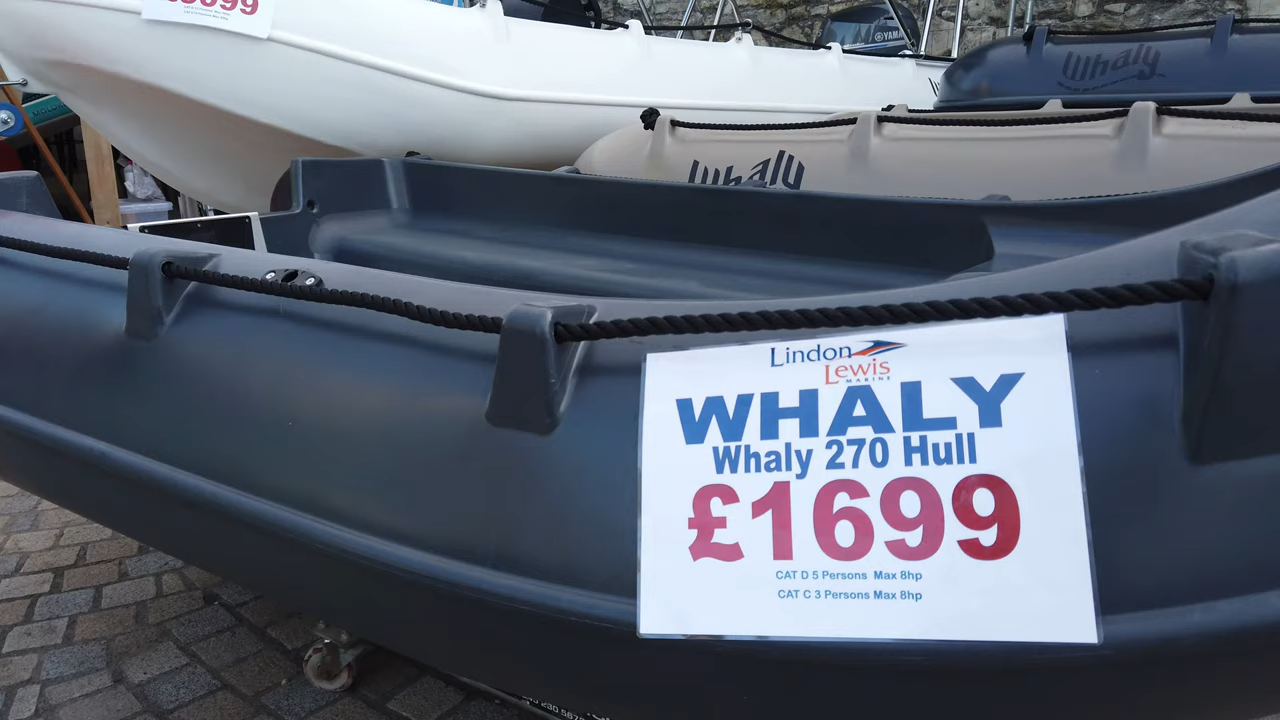 YAMA
Whaly
Whaly
Lindon
Lewis
MARINE
WHALY
Whaly 270 Hull
£1699
CAT D 5 Persons Max 8hp
CAT C 3 Persons Max 8hp